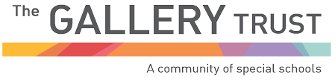 The GALLERY TRUST
A community of special schools